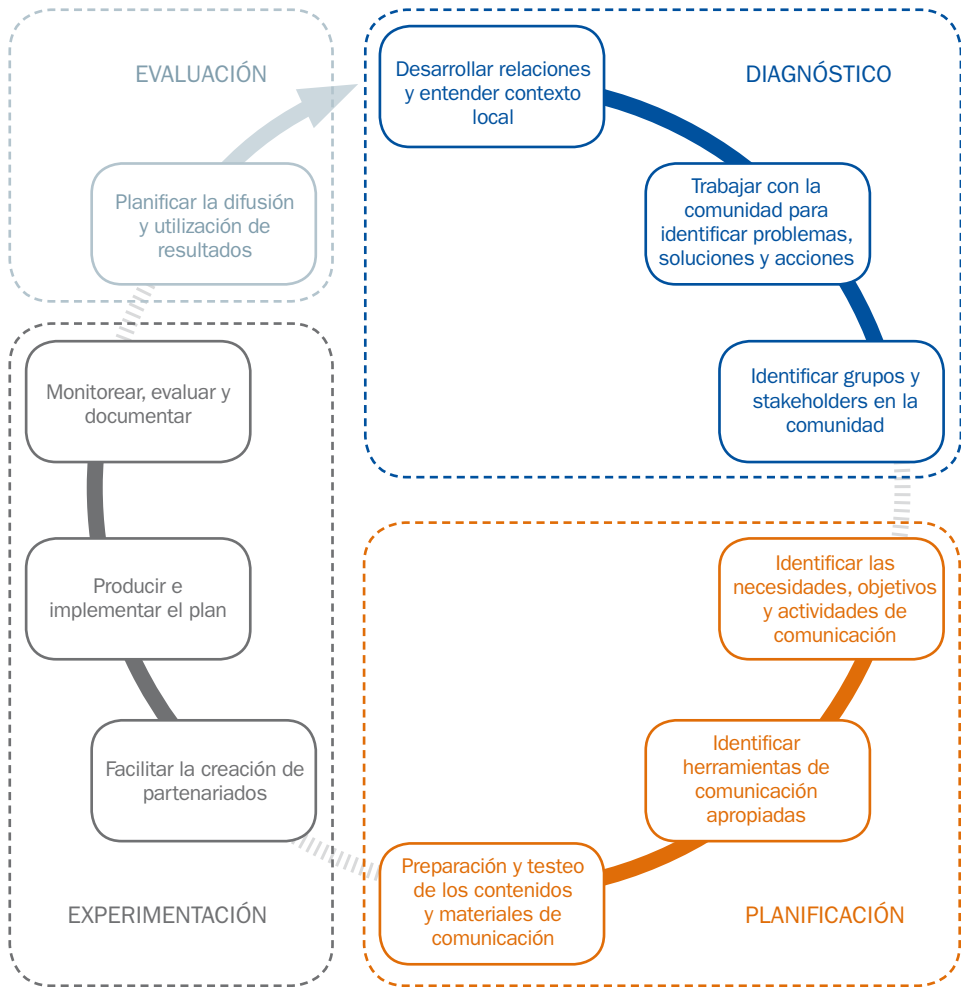 EVALUACIÓN
Planificar la difusión
y utilización de
resultados
DIAGNÓSTICO
Desarrollar relaciones
y entender contexto
local
Trabajar con la
comunidad para
identificar problemas,
soluciones y acciones
Identificar grupos y
stakeholders en la
comunidad
Identificar las
necesidades, objetivos
y actividades de
comunicación
Identificar
herramientas de
comunicación
apropiadas
Preparación y testeo
de los contenidos
y materiales de
comunicación
PLANIFICACIÓN
Monitorear, evaluar y
documentar
Producir e
implementar el plan
Facilitar la creación de
partenariados
EXPERIMENTACIÓN